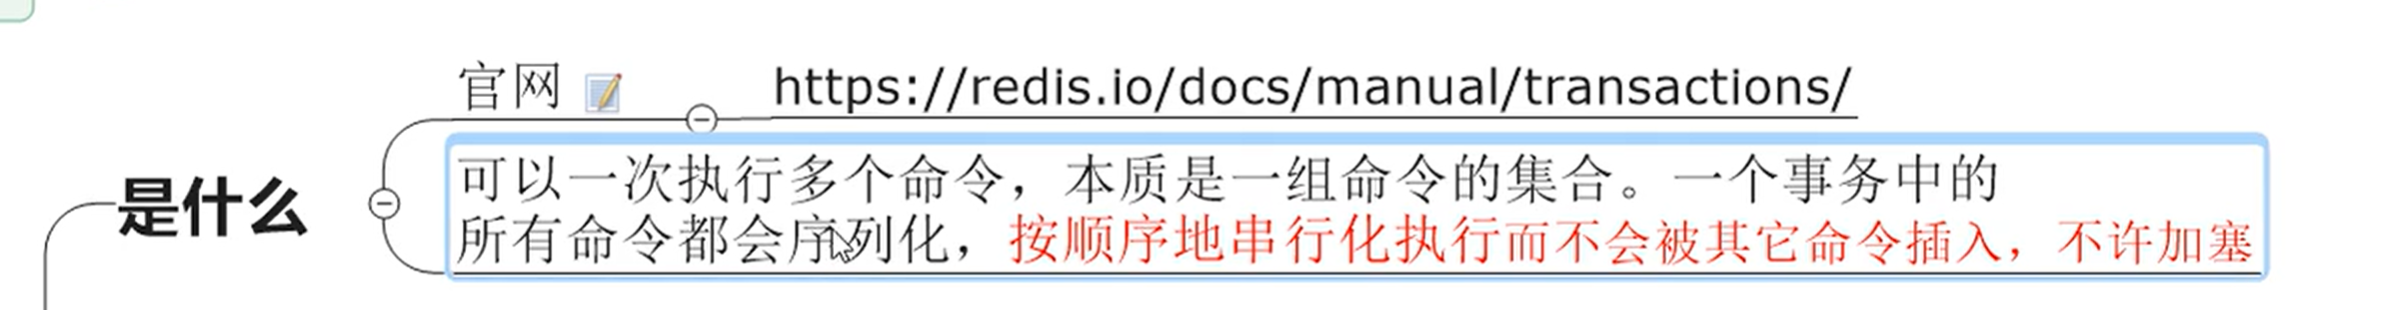 官网
https://redis.io/docs/manual/transactions/
是什么
可以一次执行多个命令，本质是一组命令的集合。一个事务中的
所有命令都会序列化，按顺序地串行化执行而不会被其它命令插入，不许加塞